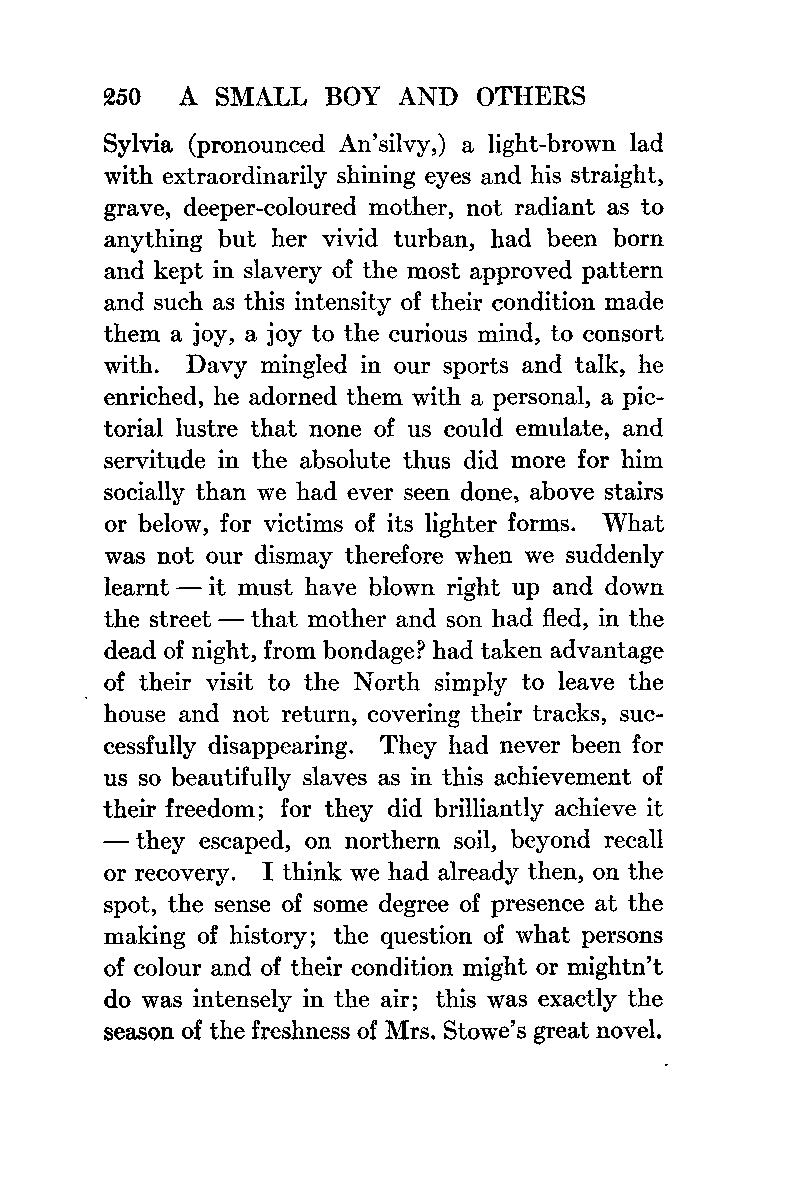 250 A SMALL BOY AND OTHERS
Sylvia (pronounced An'silvy,) a light-brown lad
with extraordinarily shining eyes and his straight,
grave, deeper-coloured mother, not radiant as to
anything but her vivid turban, had been born
and kept in slavery of the most approved pattern
and such as this intensity of their condition made
them a joy, a joy to the curious mind, to consort
with. Davy mingled in our sports and talk, he
enriched, he adorned them with a personal, a pic-
torial lustre that none of us could emulate, and
servitude in the absolute thus did more for him
socially than we had ever seen done, above stairs
or below, for victims of its lighter forms. What
was not our dismay therefore when we suddenly
learnt — it must have blown right up and down
the street — that mother and son had fled, in the
dead of night, from bondage? had taken advantage
of their visit to the North simply to leave the
house and not return, covering their tracks, suc-
cessfully disappearing. They had never been for
us so beautifully slaves as in this achievement of
their freedom; for they did brilliantly achieve it
— they escaped, on northern soil, beyond recall
or recovery. I think we had already then, on the
spot, the sense of some degree of presence at the
making of history; the question of what persons
of colour and of their condition might or mightn't
do was intensely in the air; this was exactly the
season of the freshness of Mrs. Stowe's great novel.